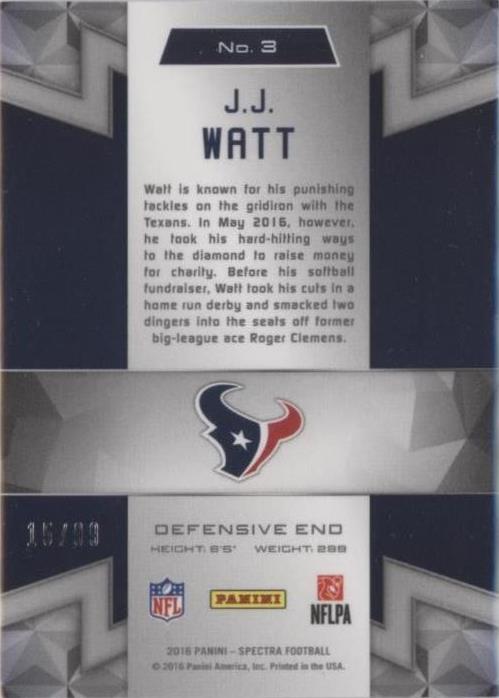 No. 3
J.J.
WATT
Watt is known for his punishing
tackles on the gridiron with the
Texans. In May 2016, however,
he took his hard-hitting ways
to the diamond to raise money
for charity. Before his softball
fundraiser, Watt took his cuts in a
home run derby and smacked two
dingers into the seats off former
big-league ace Roger Clemens.
15/99
DEFENSIVE END
HEIGHT: 6'5" WEIGHT: 289
NFL PANINI NFLPA
2016 PANINI – SPECTRA FOOTBALL
© 2016 Panini America, Inc. Printed in the USA.